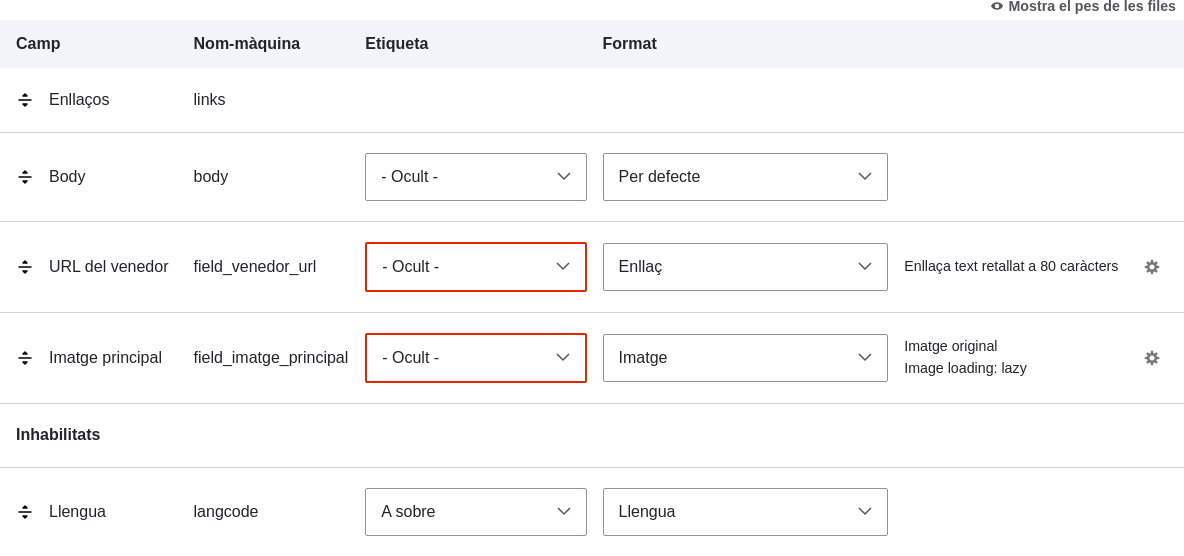 Mostra el pes de les files
Camp Nom-màquina Etiqueta Format
Enllaços links
Body body - Ocult - Per defecte
URL del venedor field_venedor_url - Ocult - Enllaç Enllaça text retallat a 80 caràcters
Imatge principal field_imatge_principal - Ocult - Imatge Imatge original
Image loading: lazy
Inhabilitats
Llengua langcode A sobre Llengua